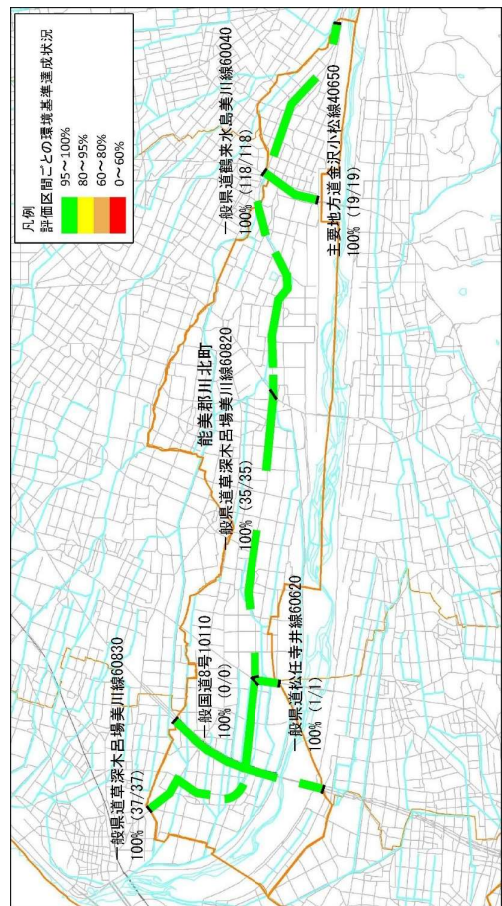 凡例
評価区間ごとの環境基準達成状況
95～100%
80～95%
60～80%
0～60%
一般県道草深木呂場美川線60830
100% (37/37)
一般国道8号10110
100% (0/0)
一般県道松任寺井線60620
100% (1/1)
能美郡川北町
一般県道草深木呂場美川線60820
100% (35/35)
一般県道鶴来水島美川線60040
100% (118/118)
主要地方道金沢小松線40650
100% (19/19)